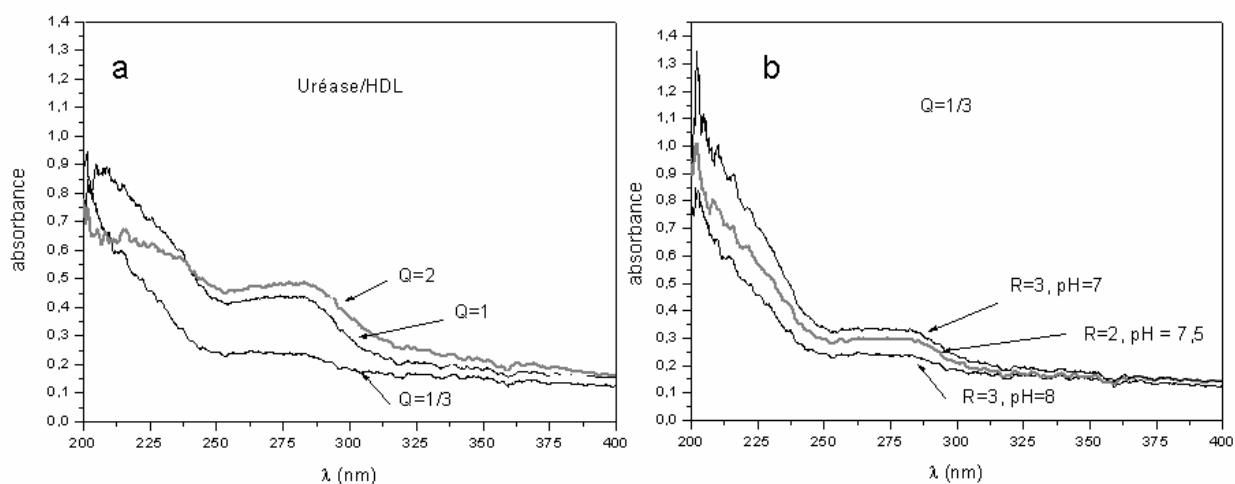 a
Uréase/HDL
absorbance
1,4
1,3
1,2
1,1
1,0
0,9
0,8
0,7
0,6
0,5
0,4
0,3
0,2
0,1
0,0
Q=2
Q=1
Q=1/3
200 225 250 275 300 325 350 375 400
λ (nm)
b
Q=1/3
absorbance
1,4
1,3
1,2
1,1
1,0
0,9
0,8
0,7
0,6
0,5
0,4
0,3
0,2
0,1
0,0
R=3, pH=7
R=2, pH = 7,5
R=3, pH=8
200 225 250 275 300 325 350 375 400
λ (nm)